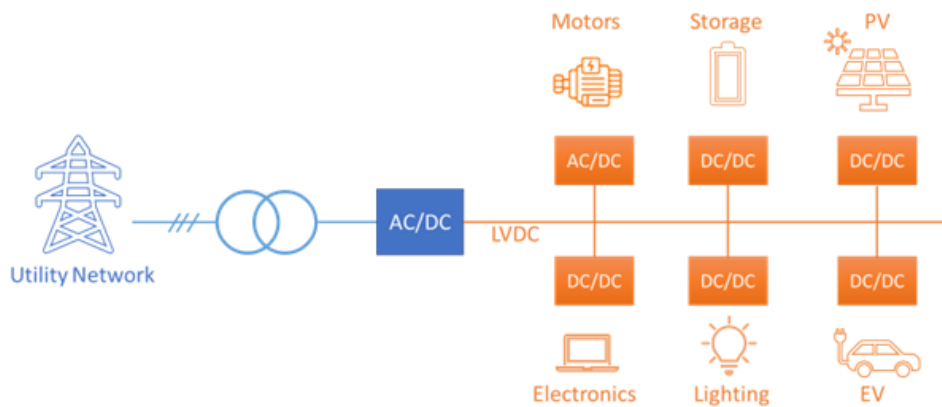 Motors
Storage
PV
AC/DC
DC/DC
DC/DC
AC/DC
LVDC
Utility Network
DC/DC
DC/DC
DC/DC
Electronics
Lighting
EV